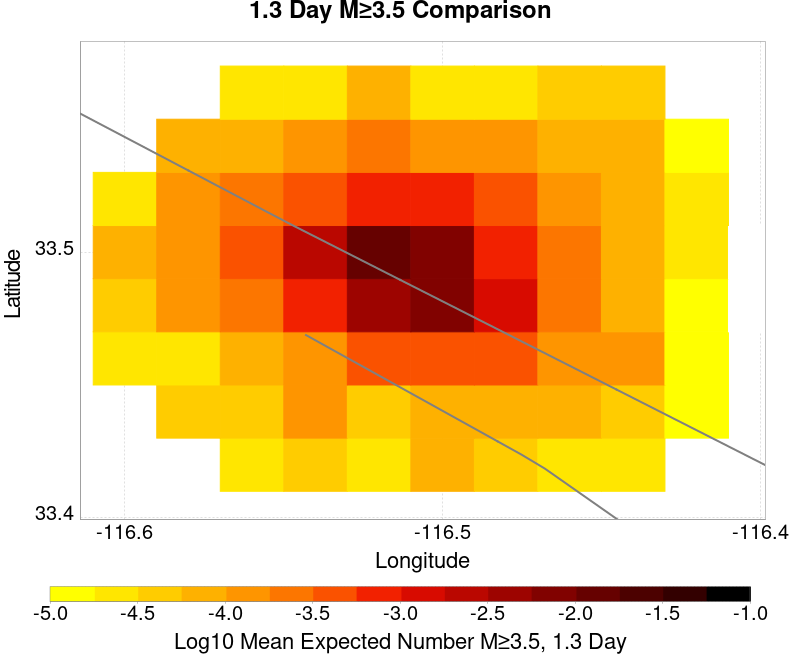 1.3 Day M≥3.5 Comparison
Latitude
33.5
33.4
-116.6 -116.5 -116.4
Longitude
-5.0 -4.5 -4.0 -3.5 -3.0 -2.5 -2.0 -1.5 -1.0
Log10 Mean Expected Number M≥3.5, 1.3 Day